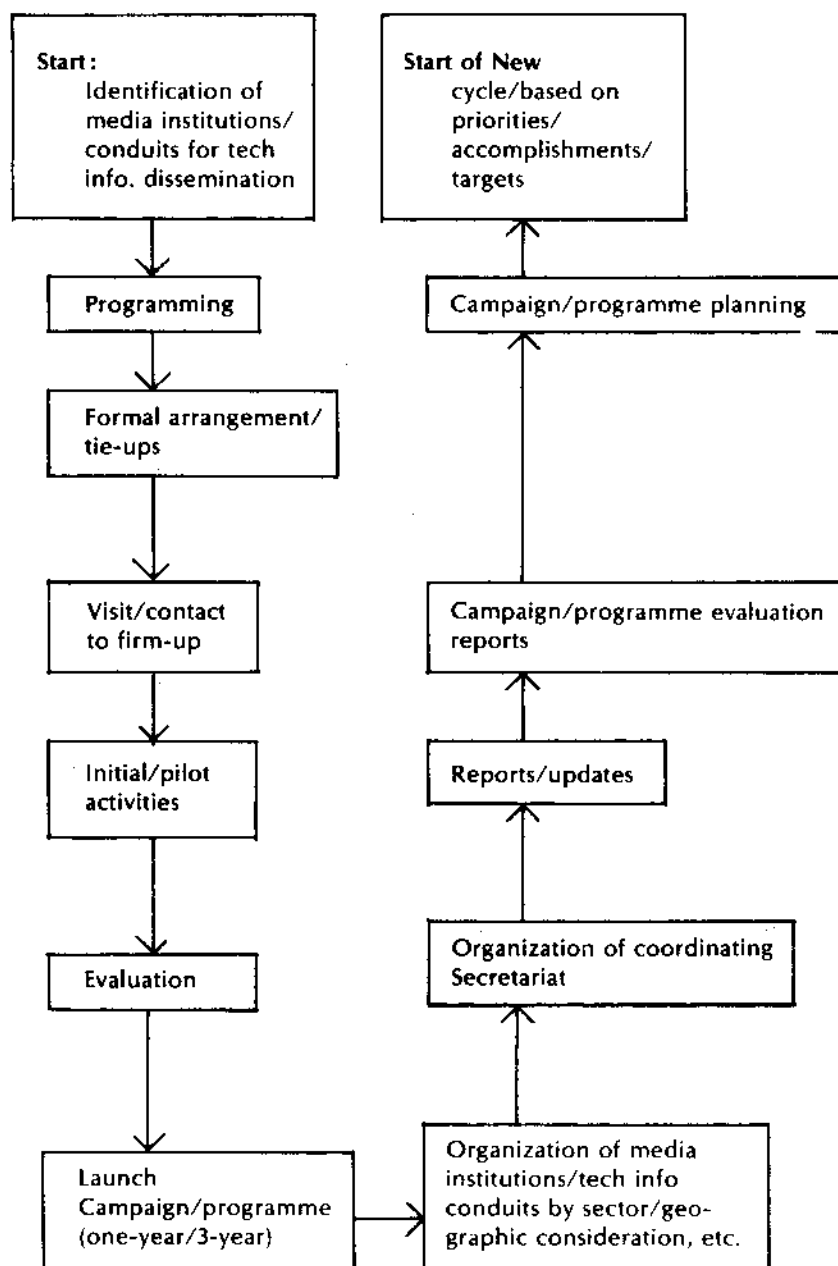 Start:
Identification of
media institutions/
conduits for tech
info. dissemination
Programming
Formal arrangement/
tie-ups
Visit/contact
to firm-up
Initial/pilot
activities
Evaluation
Launch
Campaign/programme
(one-year/3-year)
Organization of media
institutions/tech info
conduits by sector/geo-
graphic consideration, etc.
Organization of coordinating
Secretariat
Reports/updates
Campaign/programme evaluation
reports
Campaign/programme planning
Start of New
cycle/based on
priorities/
accomplishments/
targets